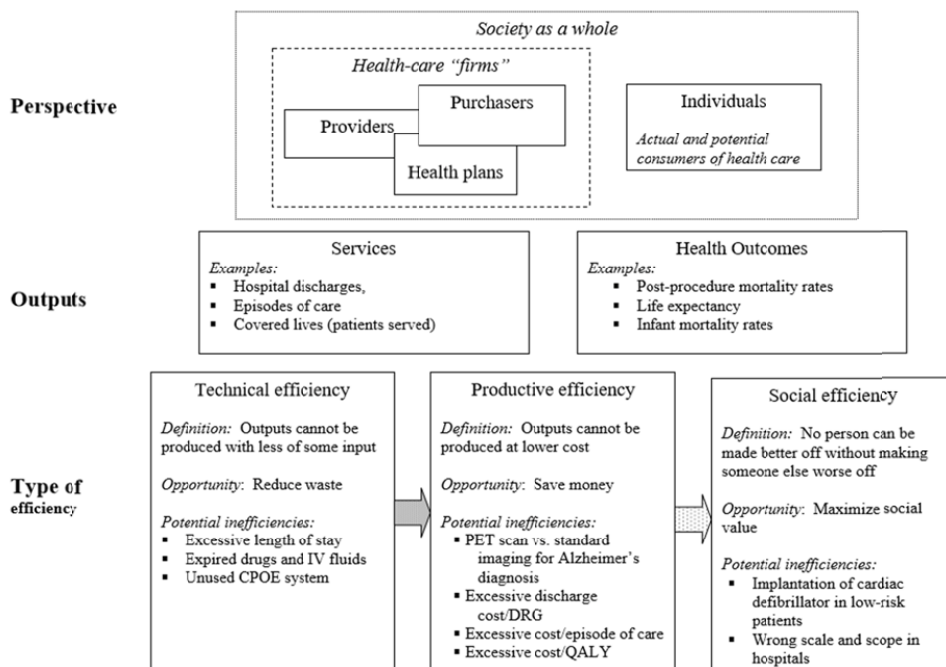 Society as a whole
Health-care “firms”
Perspective
Purchasers
Providers
Health plans
Individuals
Actual and potential
consumers of health care
Outputs
Services
Examples:
▪ Hospital discharges,
▪ Episodes of care
▪ Covered lives (patients served)
Health Outcomes
Examples:
▪ Post-procedure mortality rates
▪ Life expectancy
▪ Infant mortality rates
Type of
efficiency
Technical efficiency
Definition: Outputs cannot be
produced with less of some input
Opportunity: Reduce waste
Potential inefficiencies:
▪ Excessive length of stay
▪ Expired drugs and IV fluids
▪ Unused CPOE system
Productive efficiency
Definition: Outputs cannot be
produced at lower cost
Opportunity: Save money
Potential inefficiencies:
▪ PET scan vs. standard
imaging for Alzheimer’s
diagnosis
▪ Excessive discharge
cost/DRG
▪ Excessive cost/episode of care
▪ Excessive cost/QALY
Social efficiency
Definition: No person can be
made better off without making
someone else worse off
Opportunity: Maximize social
value
Potential inefficiencies:
▪ Implantation of cardiac
defibrillator in low-risk
patients
▪ Wrong scale and scope in
hospitals